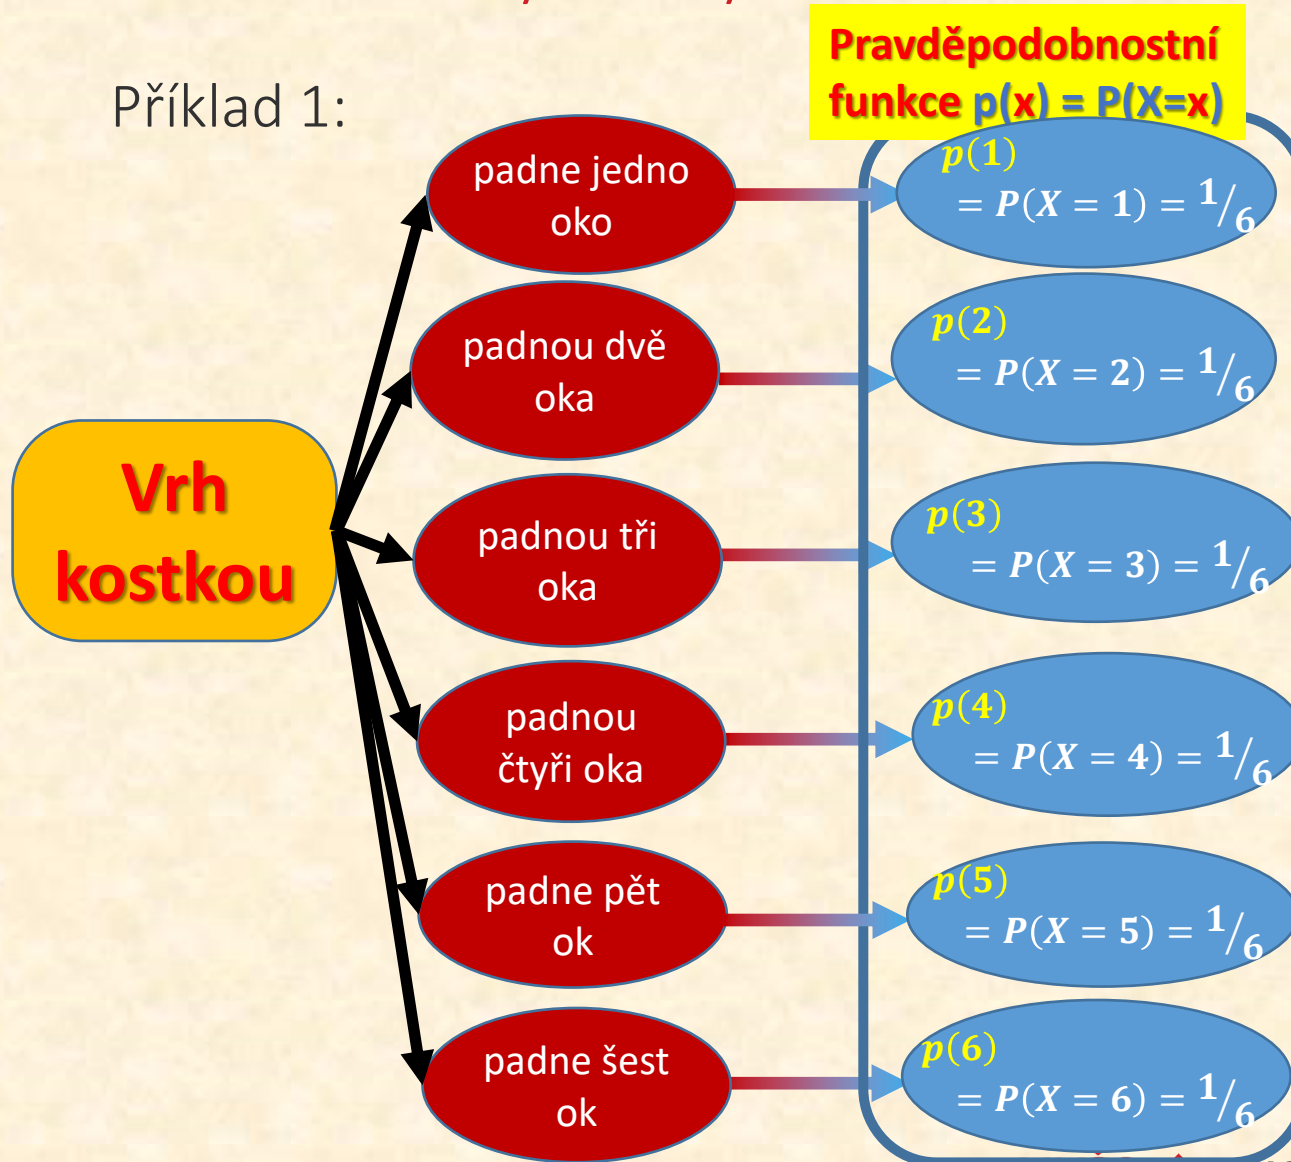 Pravděpodobnostní
funkce p(x) = P(X=x)
Příklad 1:
Vrh
kostkou
padne jedno
oko
p(1)
= P(X = 1) = 1/6
padnou dvě
oka
p(2)
= P(X = 2) = 1/6
padnou tři
oka
p(3)
= P(X = 3) = 1/6
padnou
čtyři oka
p(4)
= P(X = 4) = 1/6
padne pět
ok
p(5)
= P(X = 5) = 1/6
padne šest
ok
p(6)
= P(X = 6) = 1/6